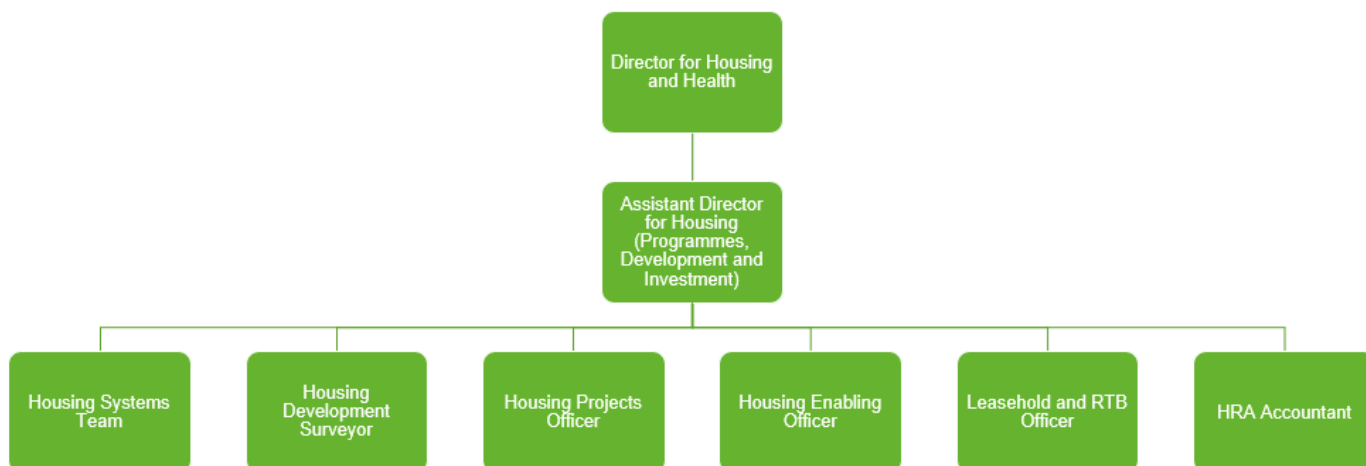 Director for Housing
and Health
Assistant Director
for Housing
(Programmes,
Development and
Investment)
Housing Systems
Team
Housing
Development
Surveyor
Housing Projects
Officer
Housing Enabling
Officer
Leasehold and RTB
Officer
HRA Accountant